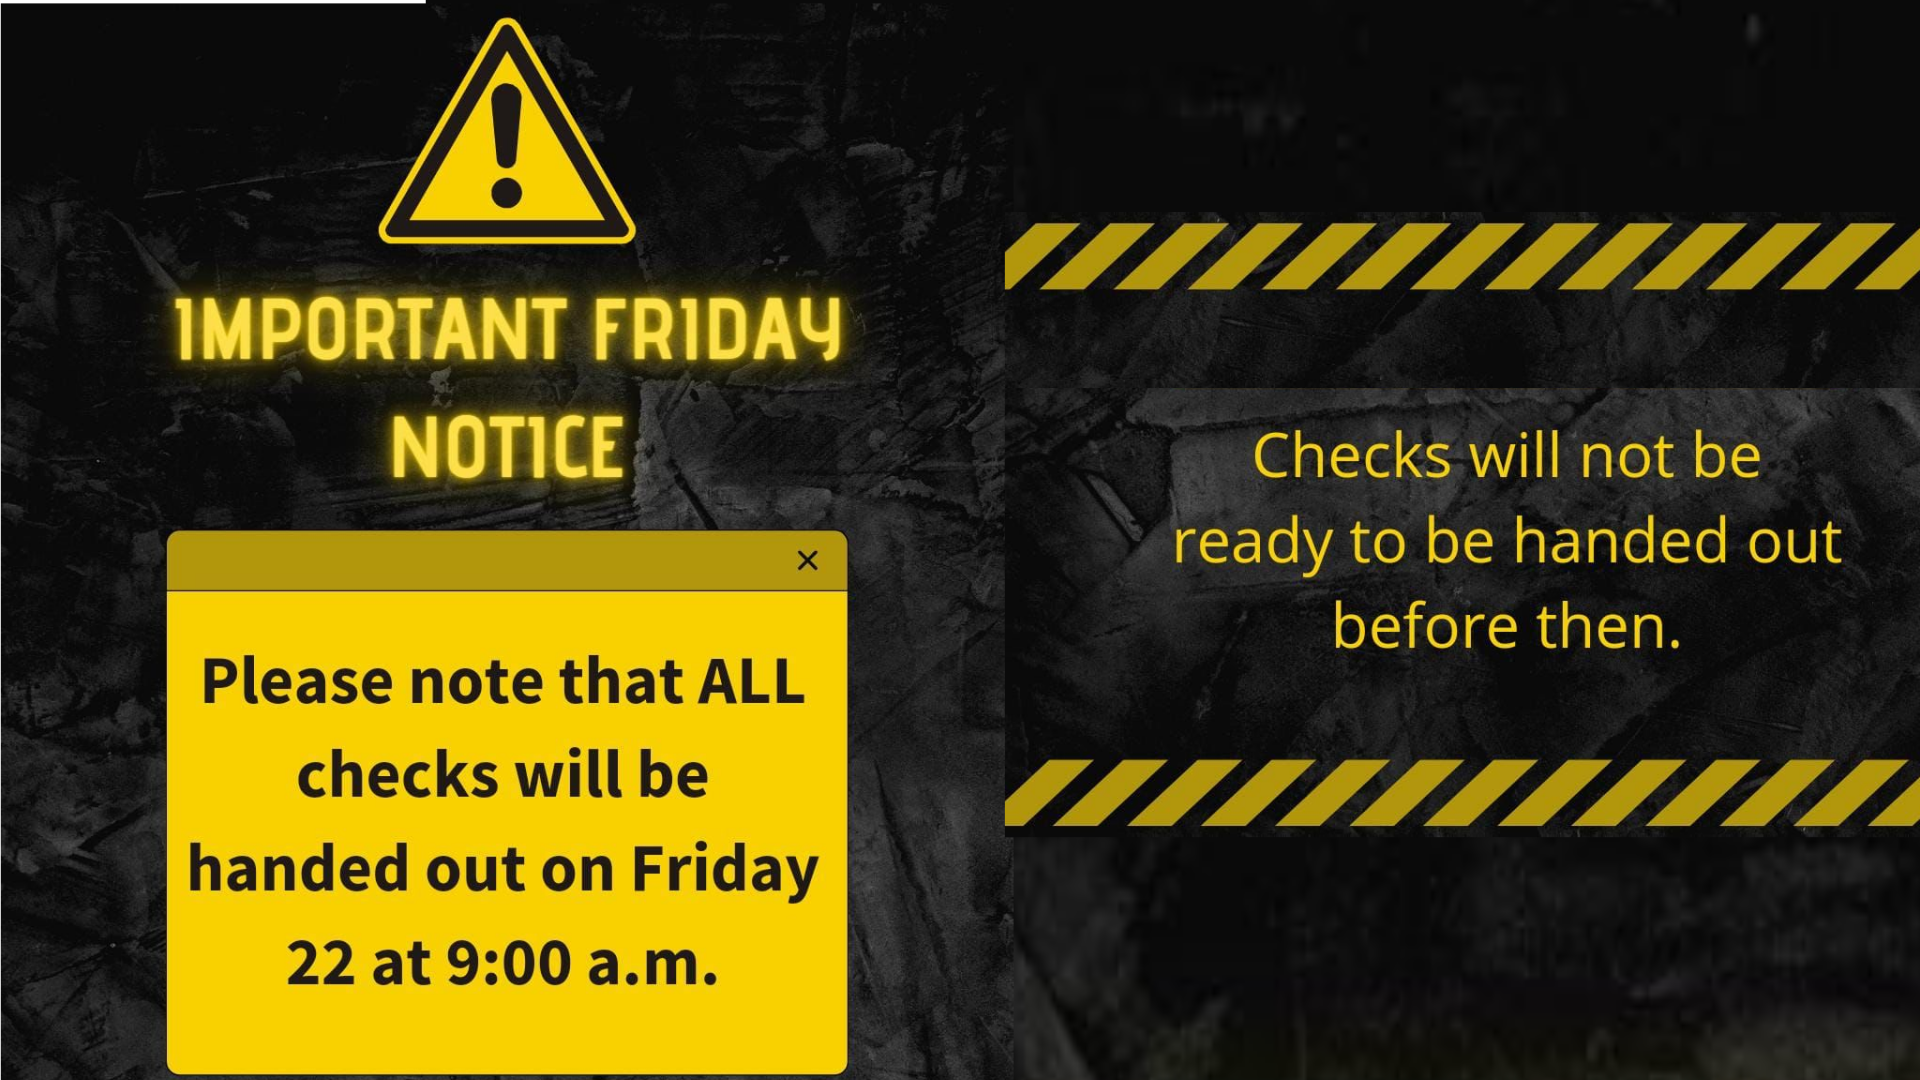 IMPORTANT FRIDAY
NOTICE
Please note that ALL
checks will be
handed out on Friday
22 at 9:00 a.m.
Checks will not be
ready to be handed out
before then.